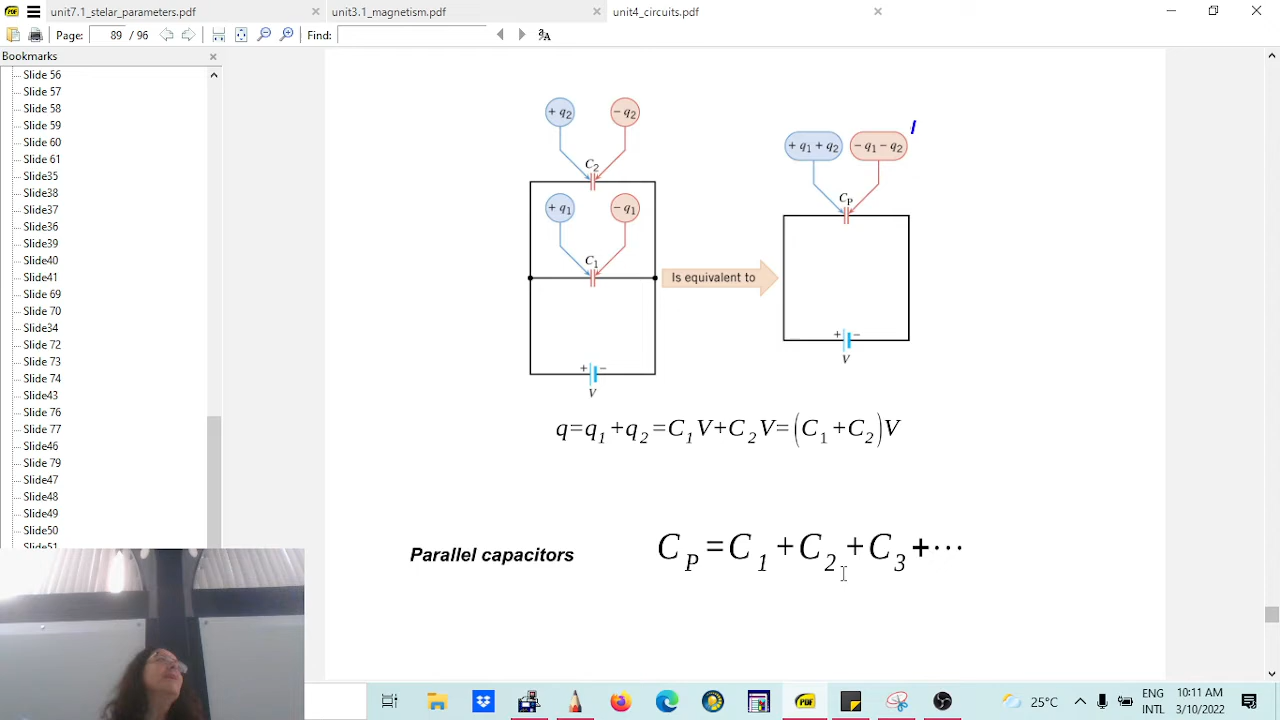 unit7.1_stelar_parameters.pdf
unit3.1_magnetism.pdf
unit4_circuits.pdf
Page: 89 / 96
Find:
Bookmarks
Slide 56
Slide 57
Slide 58
Slide 59
Slide 60
Slide 61
Slide35
Slide38
Slide37
Slide36
Slide39
Slide40
Slide41
Slide 69
Slide 70
Slide34
Slide 72
Slide 73
Slide 74
Slide43
Slide 76
Slide 77
Slide46
Slide 79
Slide47
Slide48
Slide49
Slide50
Slide51
+ q₂
− q₂
C₂
+ q₁
− q₁
C₁
+ −
V
Is equivalent to
+ q₁ + q₂
− q₁ − q₂
C_P
+ −
V
q=q₁+q₂=C₁V+C₂V=(C₁+C₂)V
Parallel capacitors
C_P=C₁+C₂+C₃+⋯
25°C
ENG
INTL
10:11 AM
3/10/2022